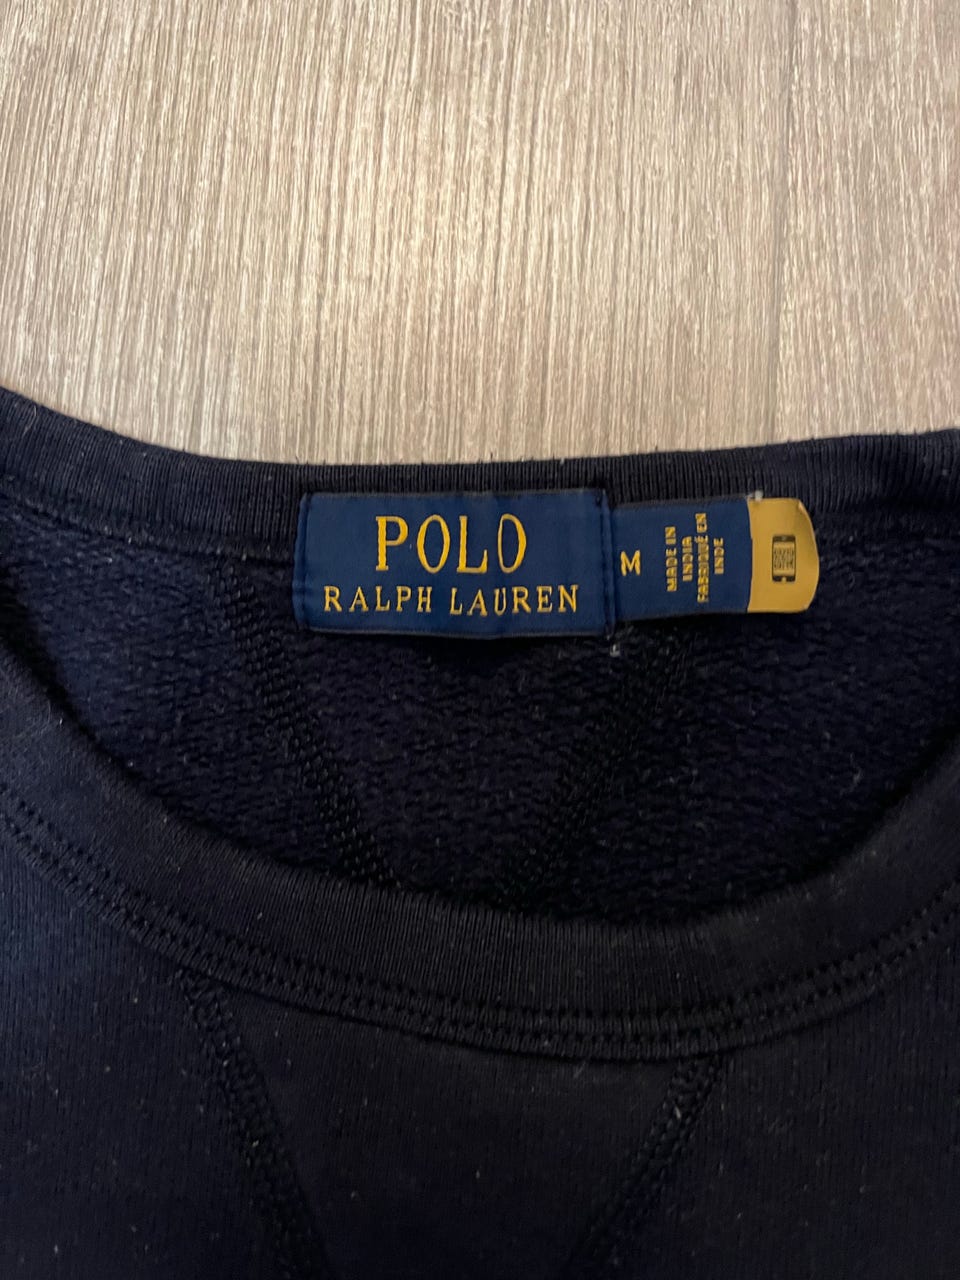 POLO
RALPH LAUREN
M
MADE IN
INDIA
FABRIQUÉ EN
INDE